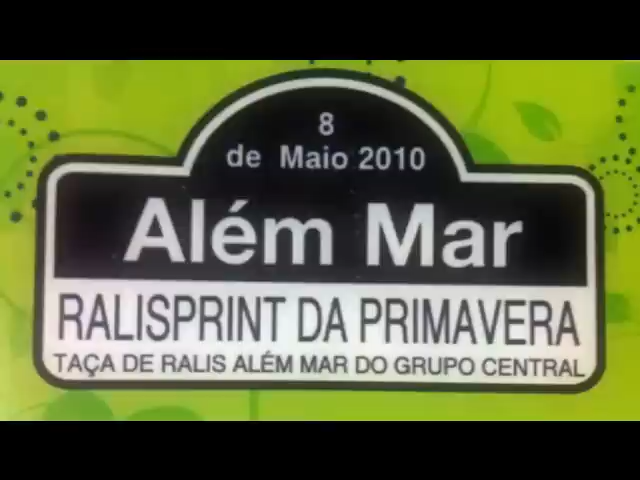 8
de Maio 2010
Além Mar
RALISPRINT DA PRIMAVERA
TAÇA DE RALIS ALÉM MAR DO GRUPO CENTRAL